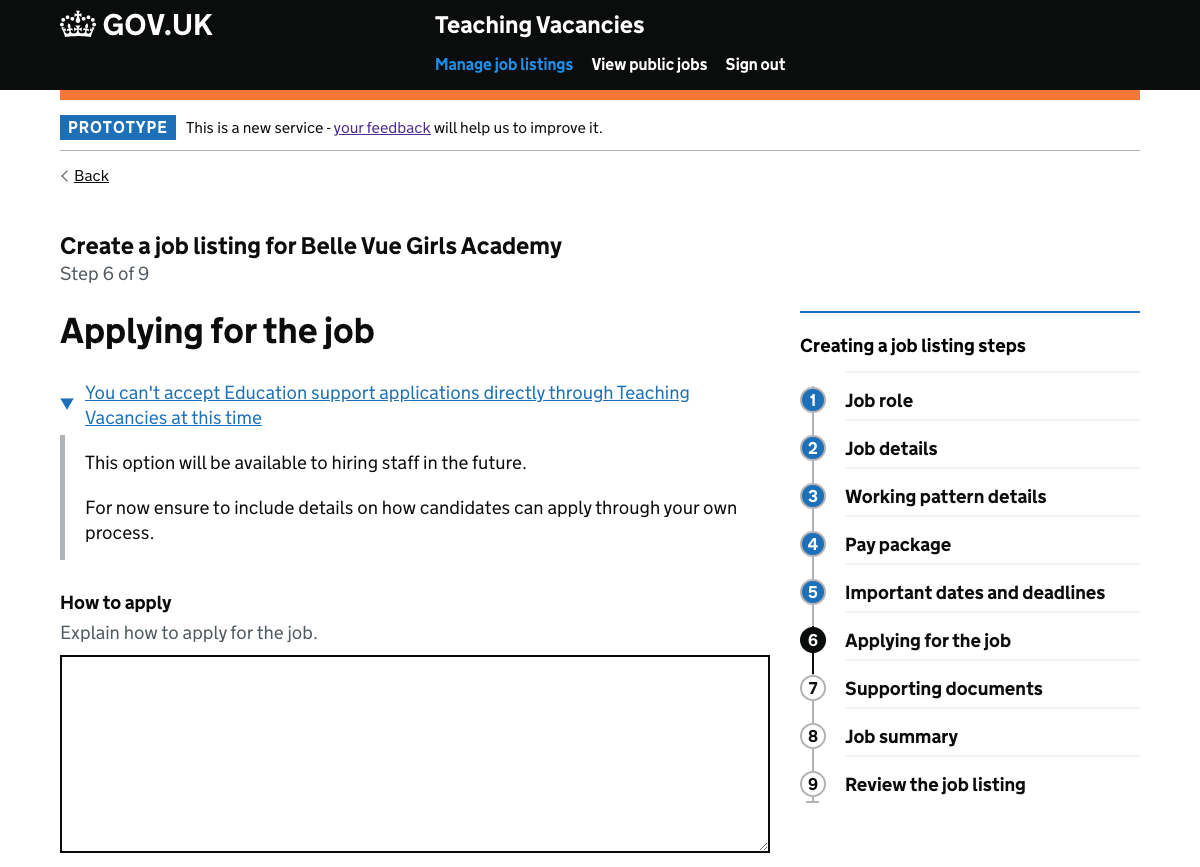 GOV.UK
Teaching Vacancies
Manage job listings View public jobs Sign out
PROTOTYPE This is a new service - your feedback will help us to improve it.
Back
Create a job listing for Belle Vue Girls Academy
Step 6 of 9
Applying for the job
You can't accept Education support applications directly through Teaching
Vacancies at this time
This option will be available to hiring staff in the future.
For now ensure to include details on how candidates can apply through your own
process.
How to apply
Explain how to apply for the job.
Creating a job listing steps
1 Job role
2 Job details
3 Working pattern details
4 Pay package
5 Important dates and deadlines
6 Applying for the job
7 Supporting documents
8 Job summary
9 Review the job listing